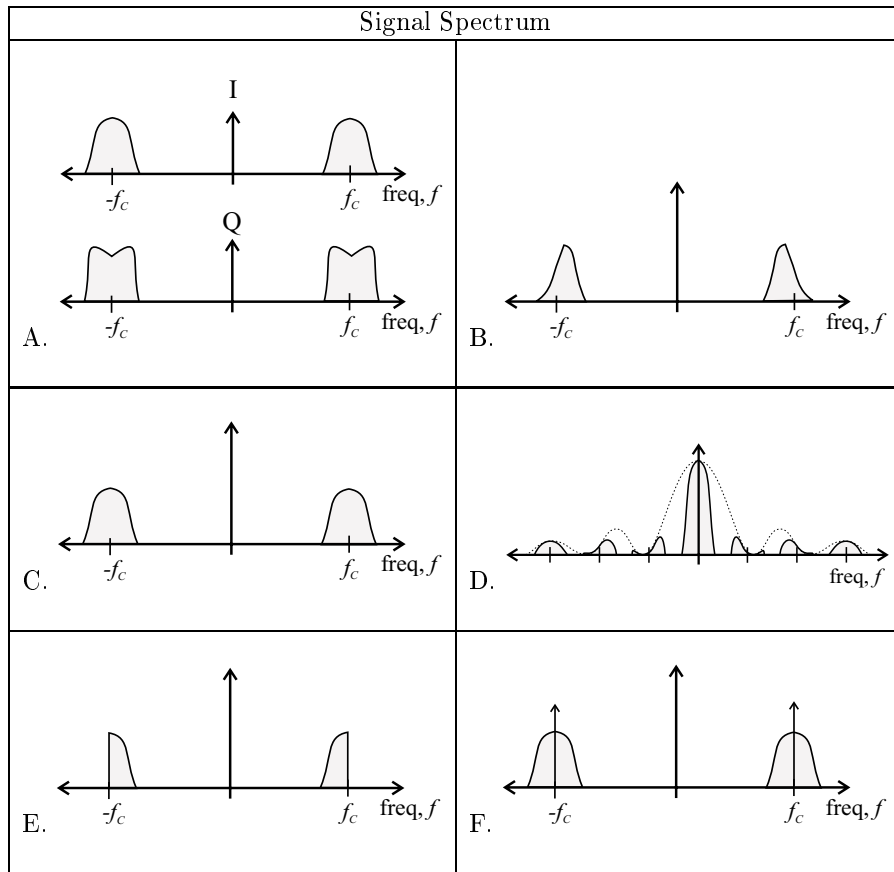 Signal Spectrum
I
-fc
fc
freq, f
Q
-fc
fc
freq, f
A.
-fc
fc
freq, f
B.
-fc
fc
freq, f
C.
freq, f
D.
-fc
fc
freq, f
E.
-fc
fc
freq, f
F.